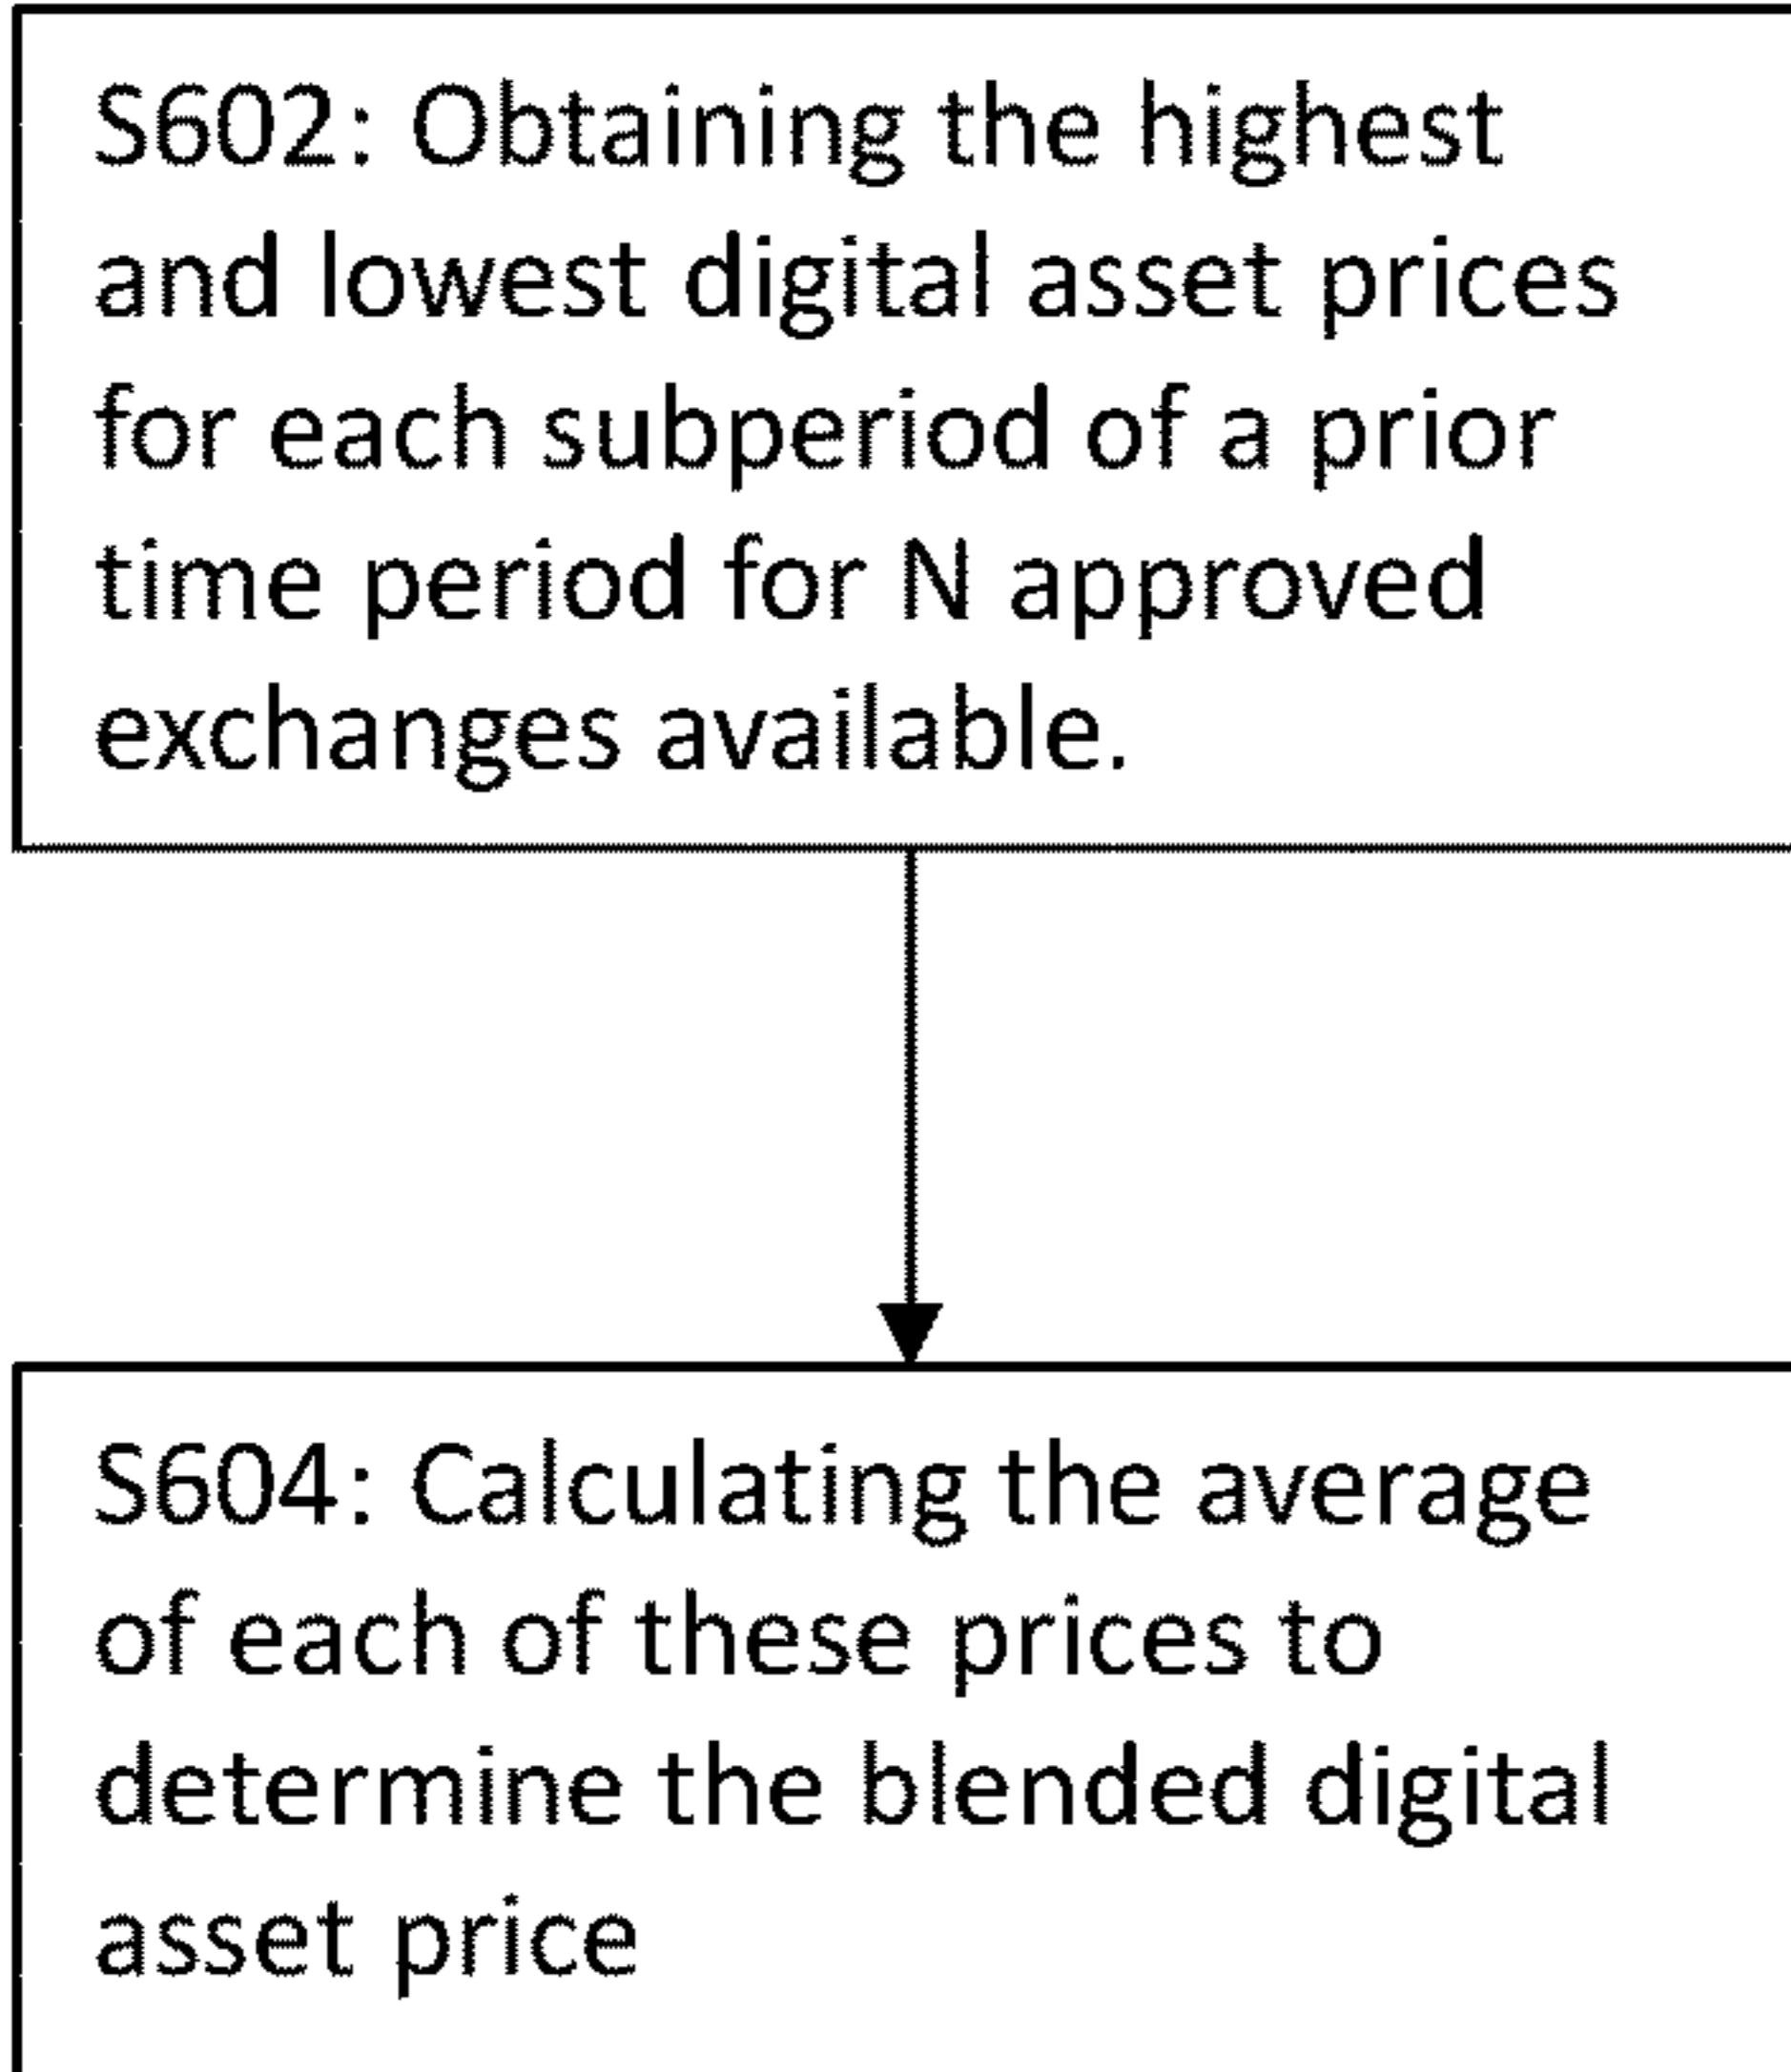 S602: Obtaining the highest
and lowest digital asset prices
for each subperiod of a prior
time period for N approved
exchanges available.
S604: Calculating the average
of each of these prices to
determine the blended digital
asset price